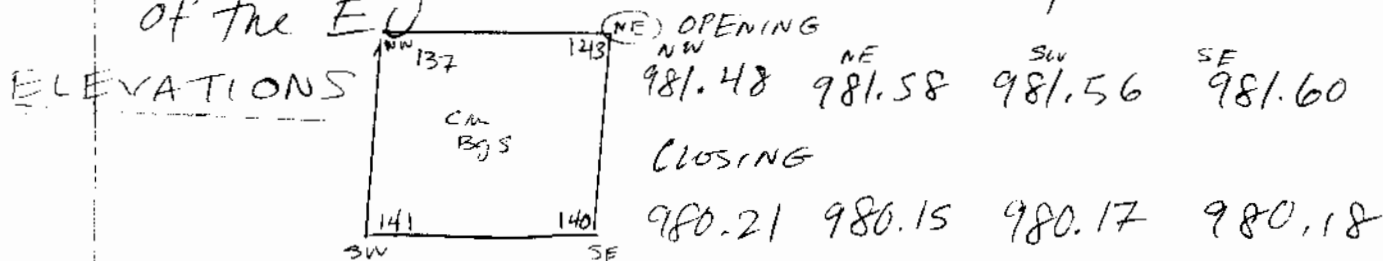 of the EU
NE OPENING
NW 137 143 NW NE SW SE
ELEVATIONS 981.48 981.58 981.56 981.60
Cm
Bgs
CLOSING
141 140 980.21 980.15 980.17 980.18
SW SE